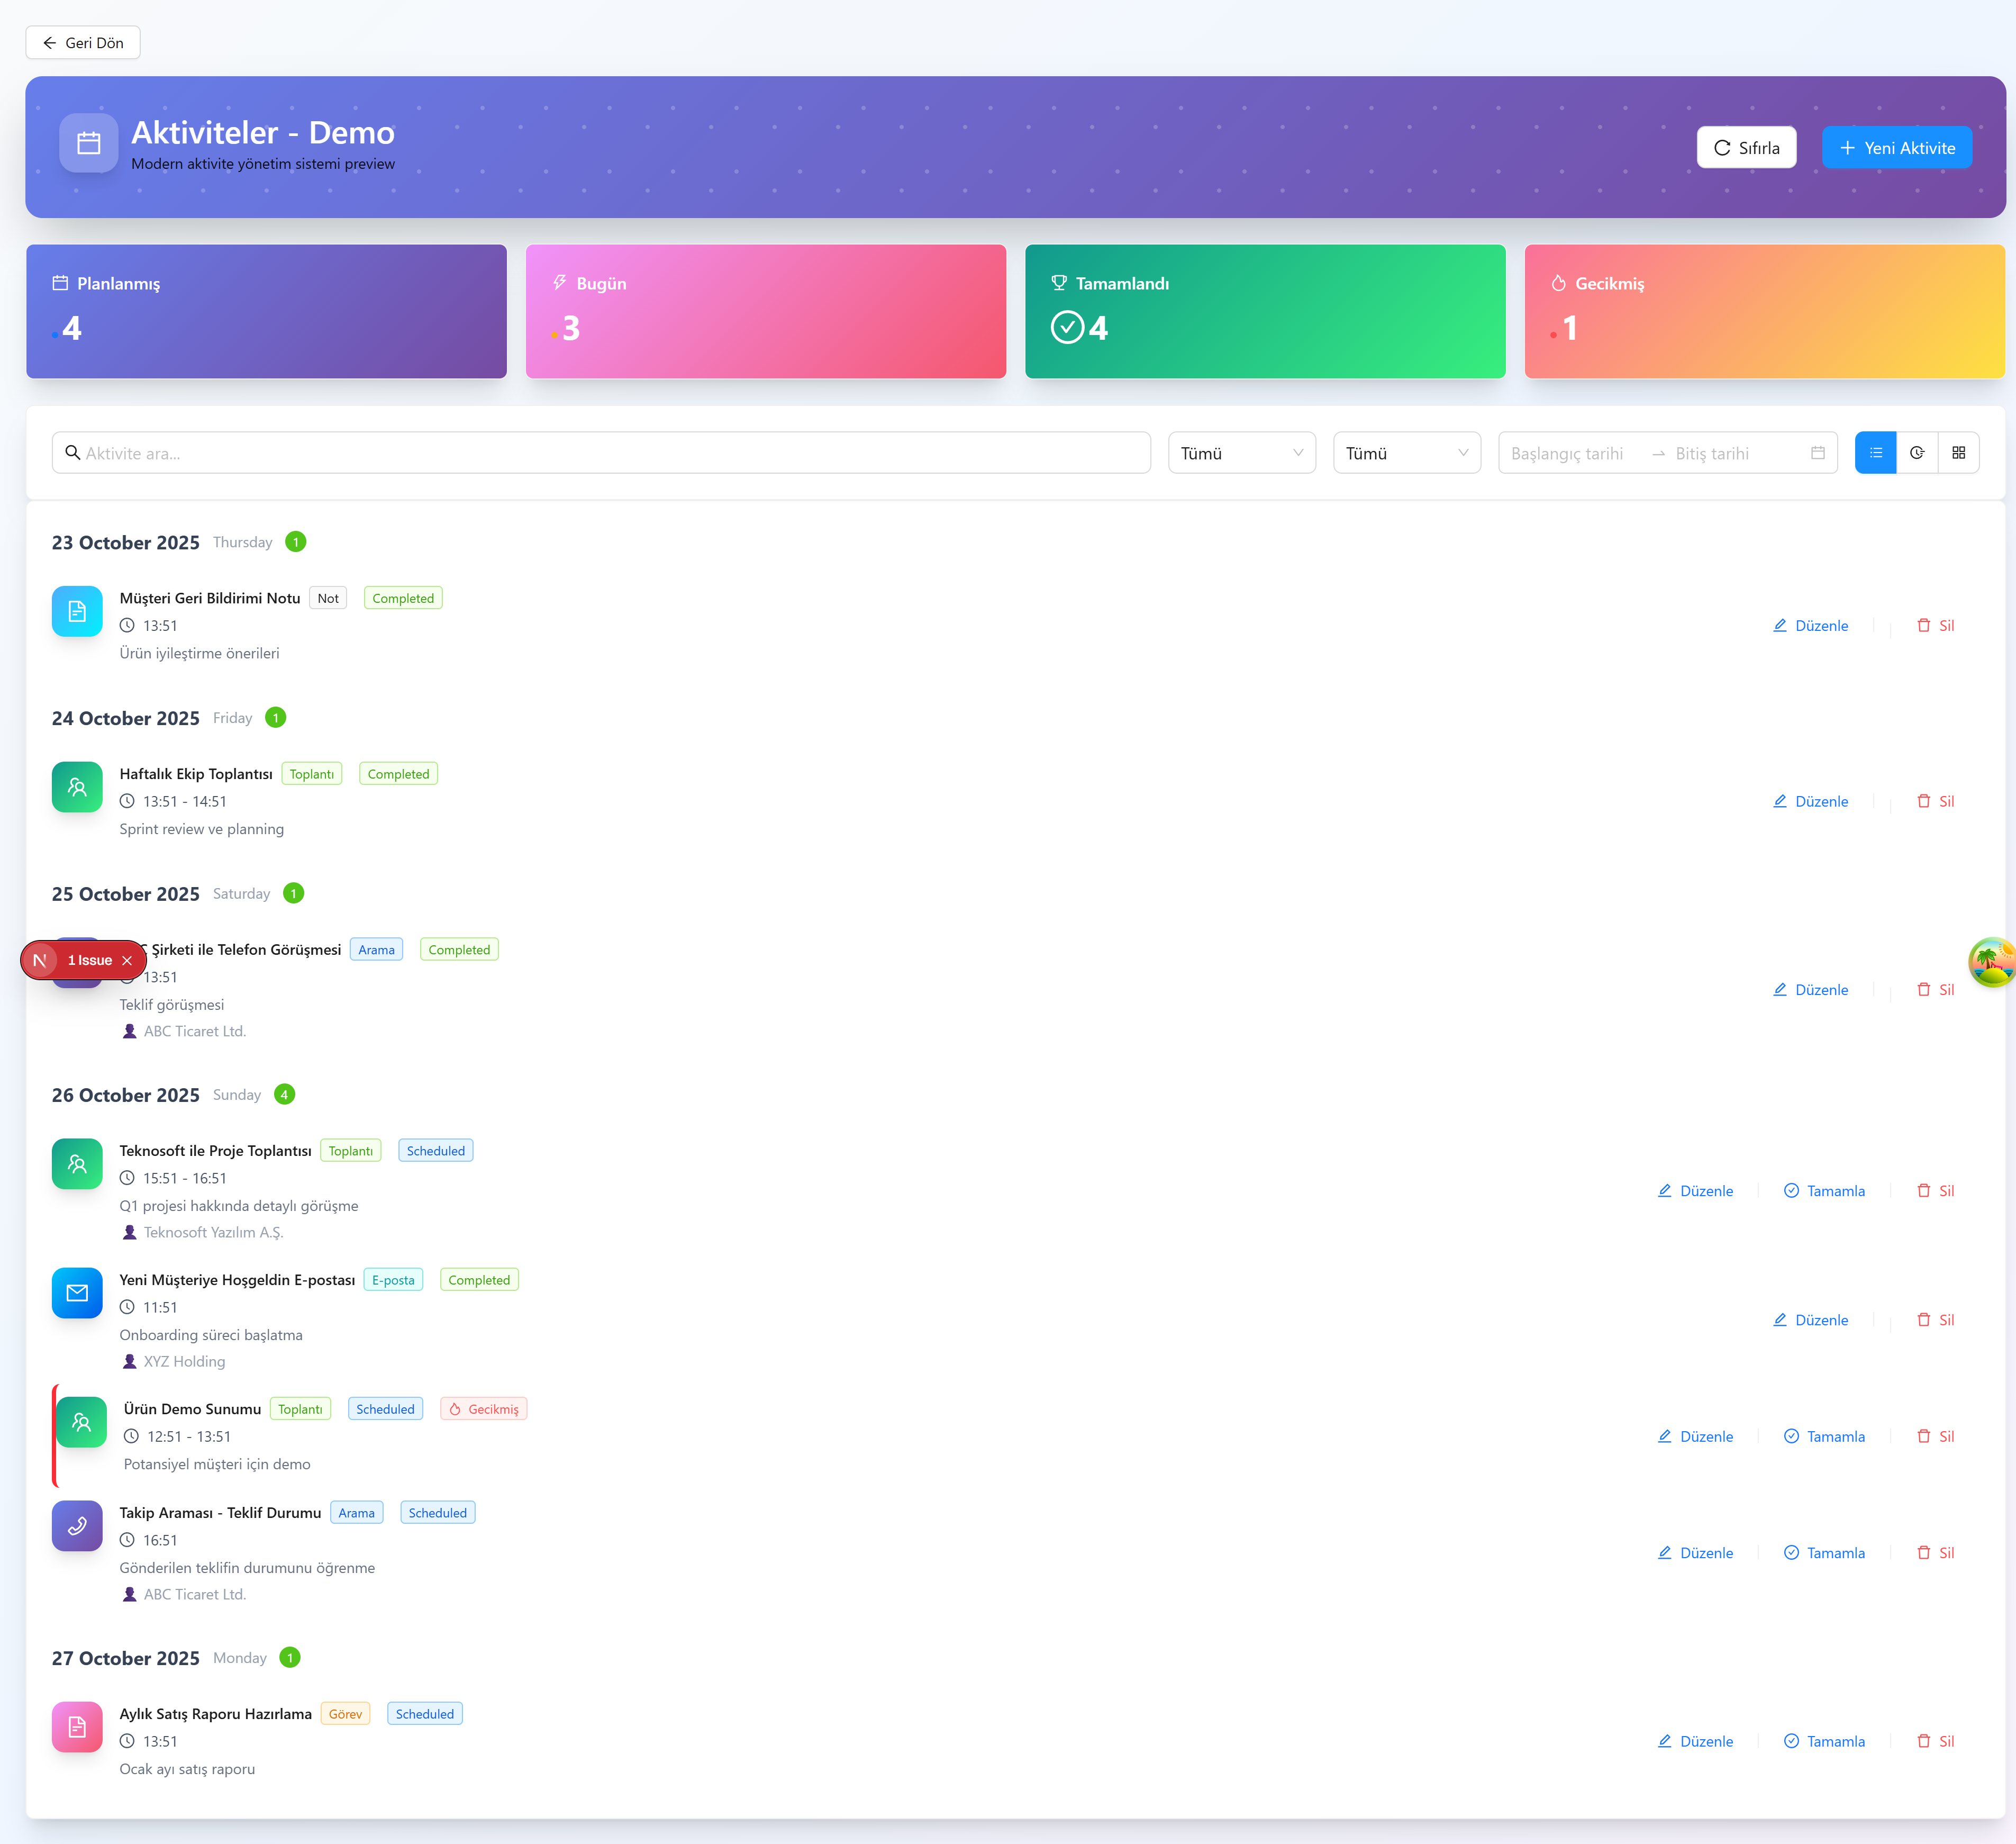 Geri Dön
Aktiviteler - Demo
Modern aktivite yönetim sistemi preview
Sıfırla
Yeni Aktivite
Planlanmış
4
Bugün
3
Tamamlandı
4
Gecikmiş
1
Aktivite ara...
Tümü
Tümü
Başlangıç tarihi
Bitiş tarihi
23 October 2025 Thursday 1
Müşteri Geri Bildirimi Notu Not Completed
13:51
Düzenle Sil
Ürün iyileştirme önerileri
24 October 2025 Friday 1
Haftalık Ekip Toplantısı Toplantı Completed
13:51 - 14:51
Düzenle Sil
Sprint review ve planning
25 October 2025 Saturday 1
C Şirketi ile Telefon Görüşmesi Arama Completed
N 1 Issue
13:51
Düzenle Sil
Teklif görüşmesi
ABC Ticaret Ltd.
26 October 2025 Sunday 4
Teknosoft ile Proje Toplantısı Toplantı Scheduled
15:51 - 16:51
Düzenle Tamamla Sil
Q1 projesi hakkında detaylı görüşme
Teknosoft Yazılım A.Ş.
Yeni Müşteriye Hoşgeldin E-postası E-posta Completed
11:51
Düzenle Sil
Onboarding süreci başlatma
XYZ Holding
Ürün Demo Sunumu Toplantı Scheduled Gecikmiş
12:51 - 13:51
Düzenle Tamamla Sil
Potansiyel müşteri için demo
Takip Araması - Teklif Durumu Arama Scheduled
16:51
Düzenle Tamamla Sil
Gönderilen teklifin durumunu öğrenme
ABC Ticaret Ltd.
27 October 2025 Monday 1
Aylık Satış Raporu Hazırlama Görev Scheduled
13:51
Düzenle Tamamla Sil
Ocak ayı satış raporu